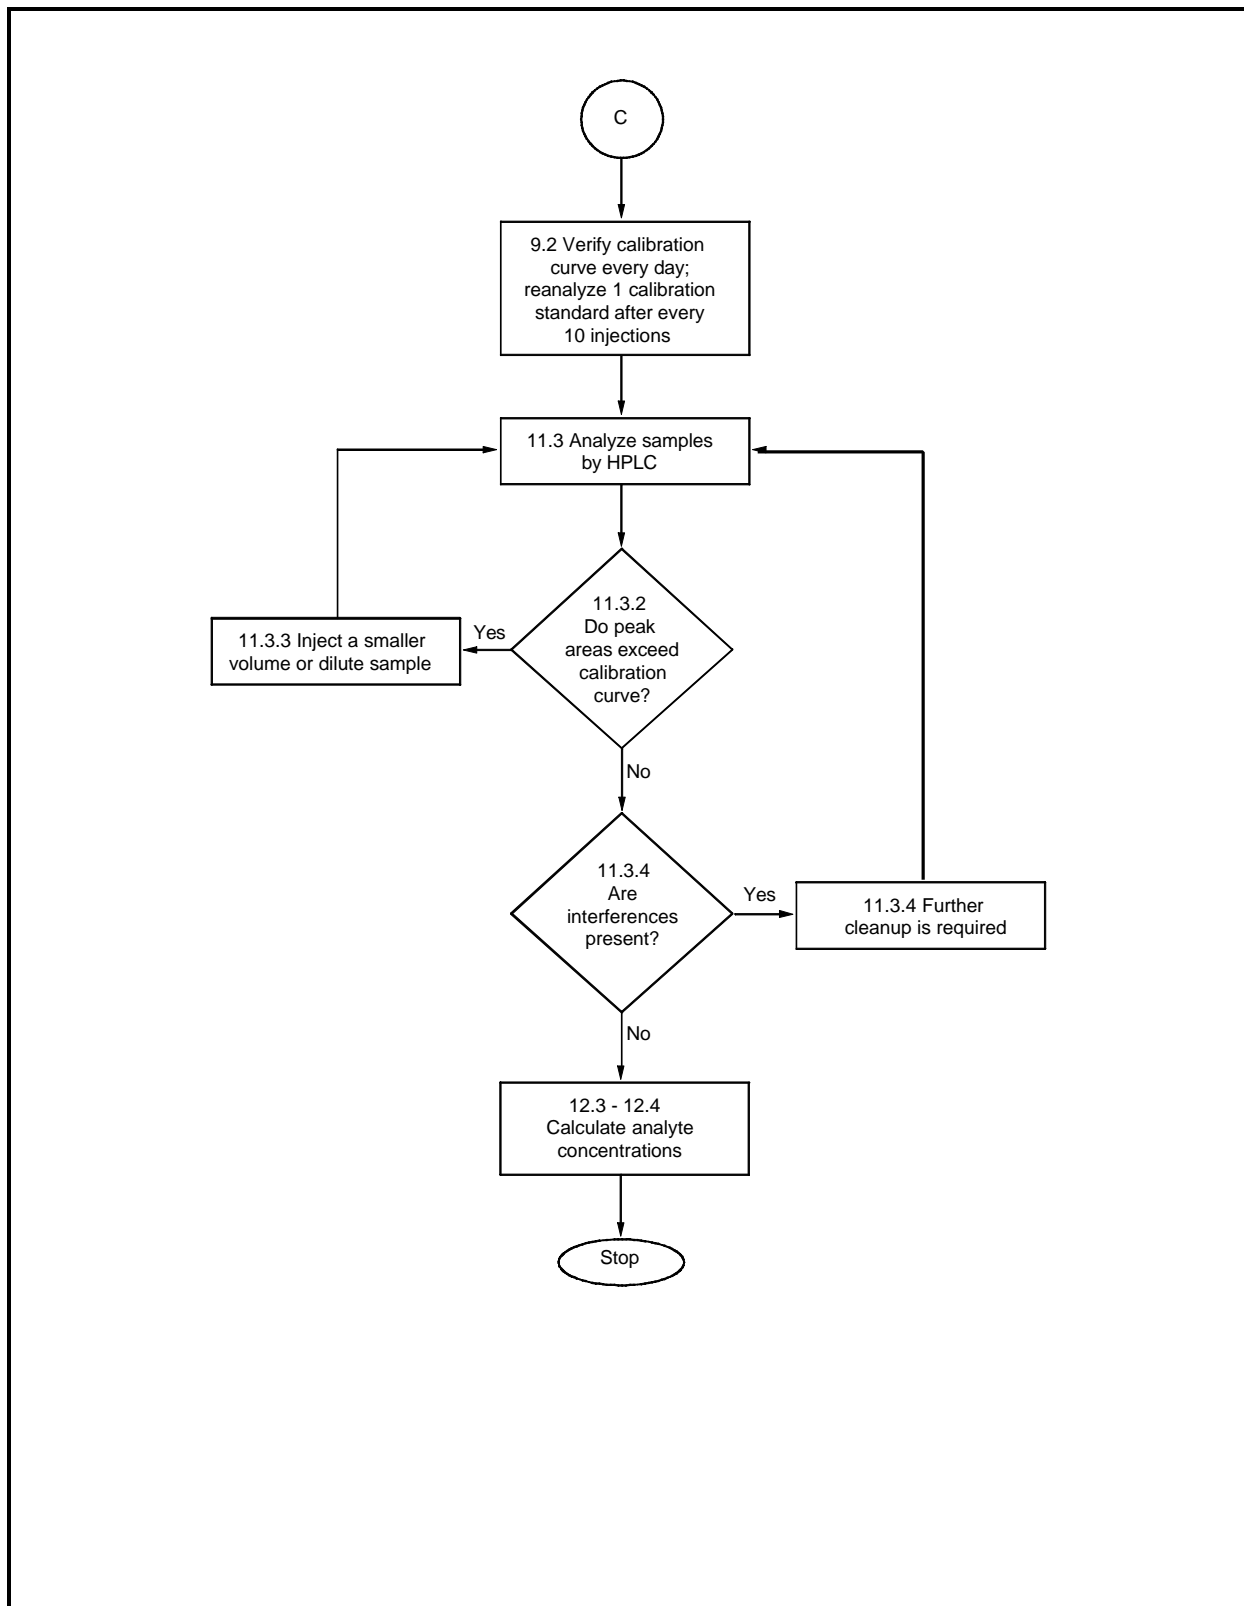 C
9.2 Verify calibration
curve every day;
reanalyze 1 calibration
standard after every
10 injections
11.3 Analyze samples
by HPLC
11.3.2
Do peak
areas exceed
calibration
curve?
Yes
11.3.3 Inject a smaller
volume or dilute sample
No
11.3.4
Are
interferences
present?
Yes
11.3.4 Further
cleanup is required
No
12.3 - 12.4
Calculate analyte
concentrations
Stop